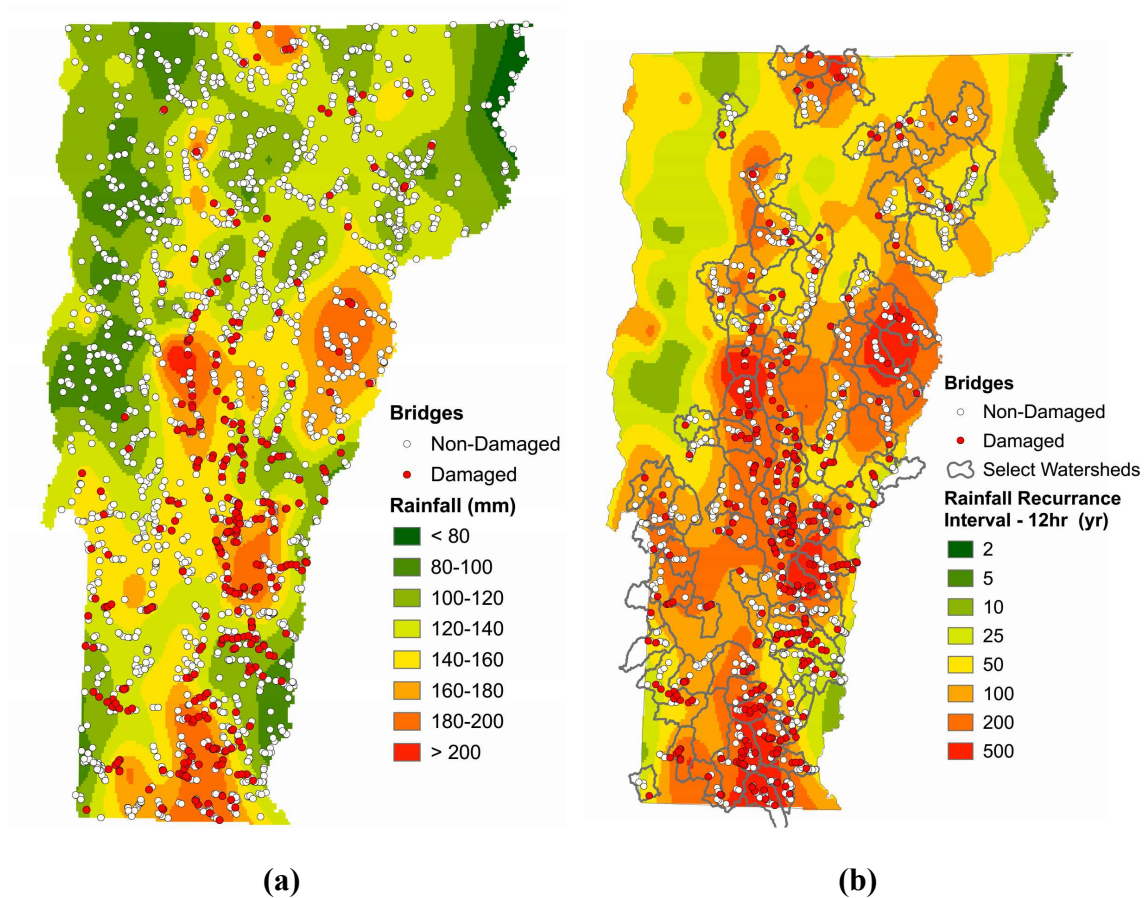 Bridges
Non-Damaged
Damaged
Rainfall (mm)
< 80
80-100
100-120
120-140
140-160
160-180
180-200
> 200
(a)
Bridges
Non-Damaged
Damaged
Select Watersheds
Rainfall Recurrance
Interval - 12hr (yr)
2
5
10
25
50
100
200
500
(b)